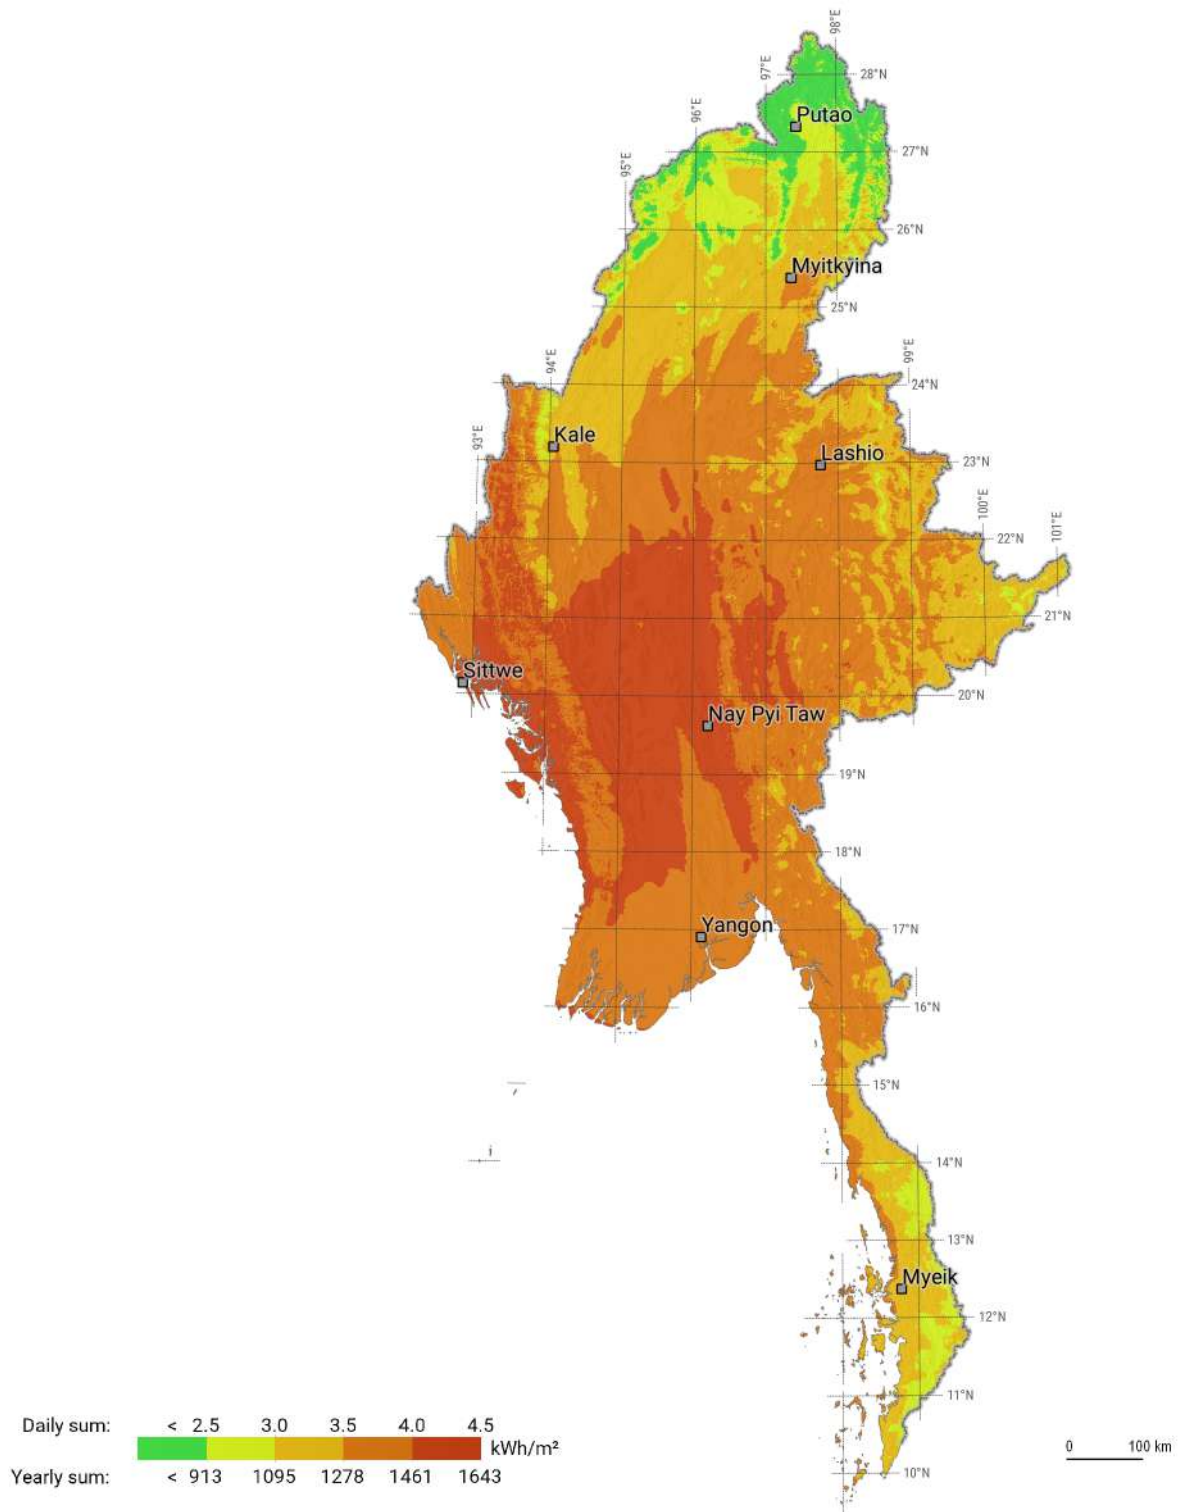 98°E
97°E
28°N
96°E
Putao
95°E
27°N
26°N
Myitkyina
25°N
94°E
99°E
24°N
93°E
Kale
Lashio
23°N
100°E
101°E
22°N
21°N
Sittwe
20°N
Nay Pyi Taw
19°N
18°N
Yangon
17°N
16°N
15°N
14°N
13°N
Myeik
12°N
11°N
10°N
Daily sum: < 2.5 3.0 3.5 4.0 4.5
kWh/m²
Yearly sum: < 913 1095 1278 1461 1643
0 100 km